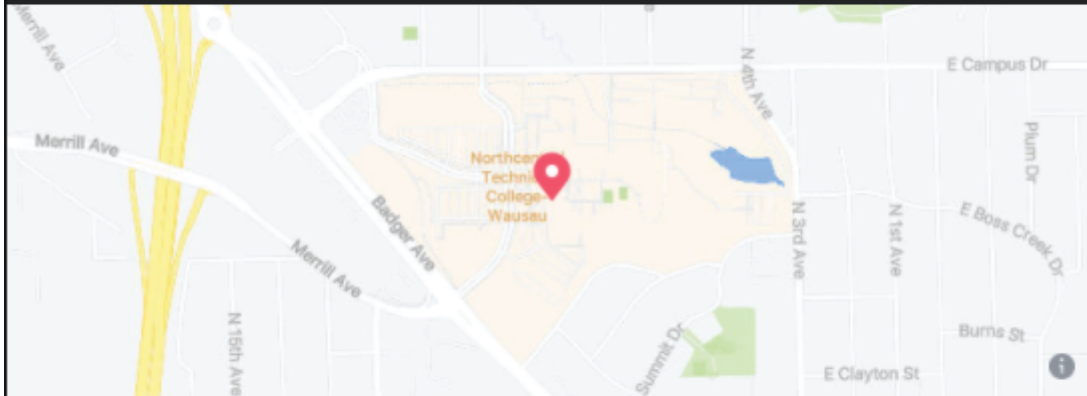 Merrill Ave
E Campus Dr
N 4th Ave
Plum Dr
Merrill Ave
Northcentral
Technical
College-
Wausau
Badger Ave
N 3rd Ave
N 1st Ave
E Boss Creek Dr
Merrill Ave
N 15th Ave
Summit Dr
Burns St
E Clayton St
i